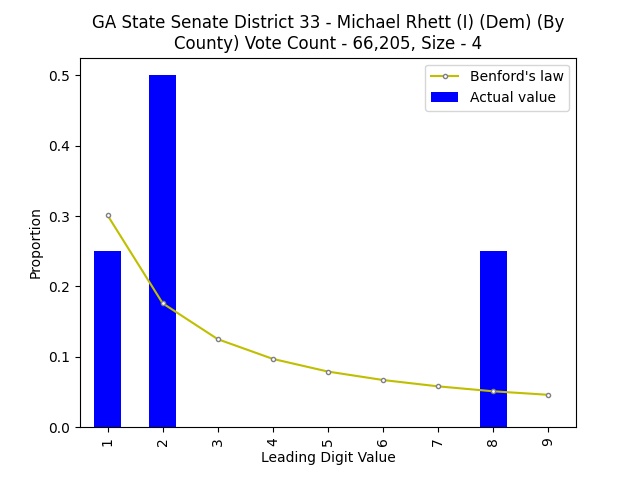 GA State Senate District 33 - Michael Rhett (I) (Dem) (By
County) Vote Count - 66,205, Size - 4
Benford's law
Actual value
0.5
0.4
0.3
0.2
0.1
0.0
Proportion
1 2 3 4 5 6 7 8 9
Leading Digit Value